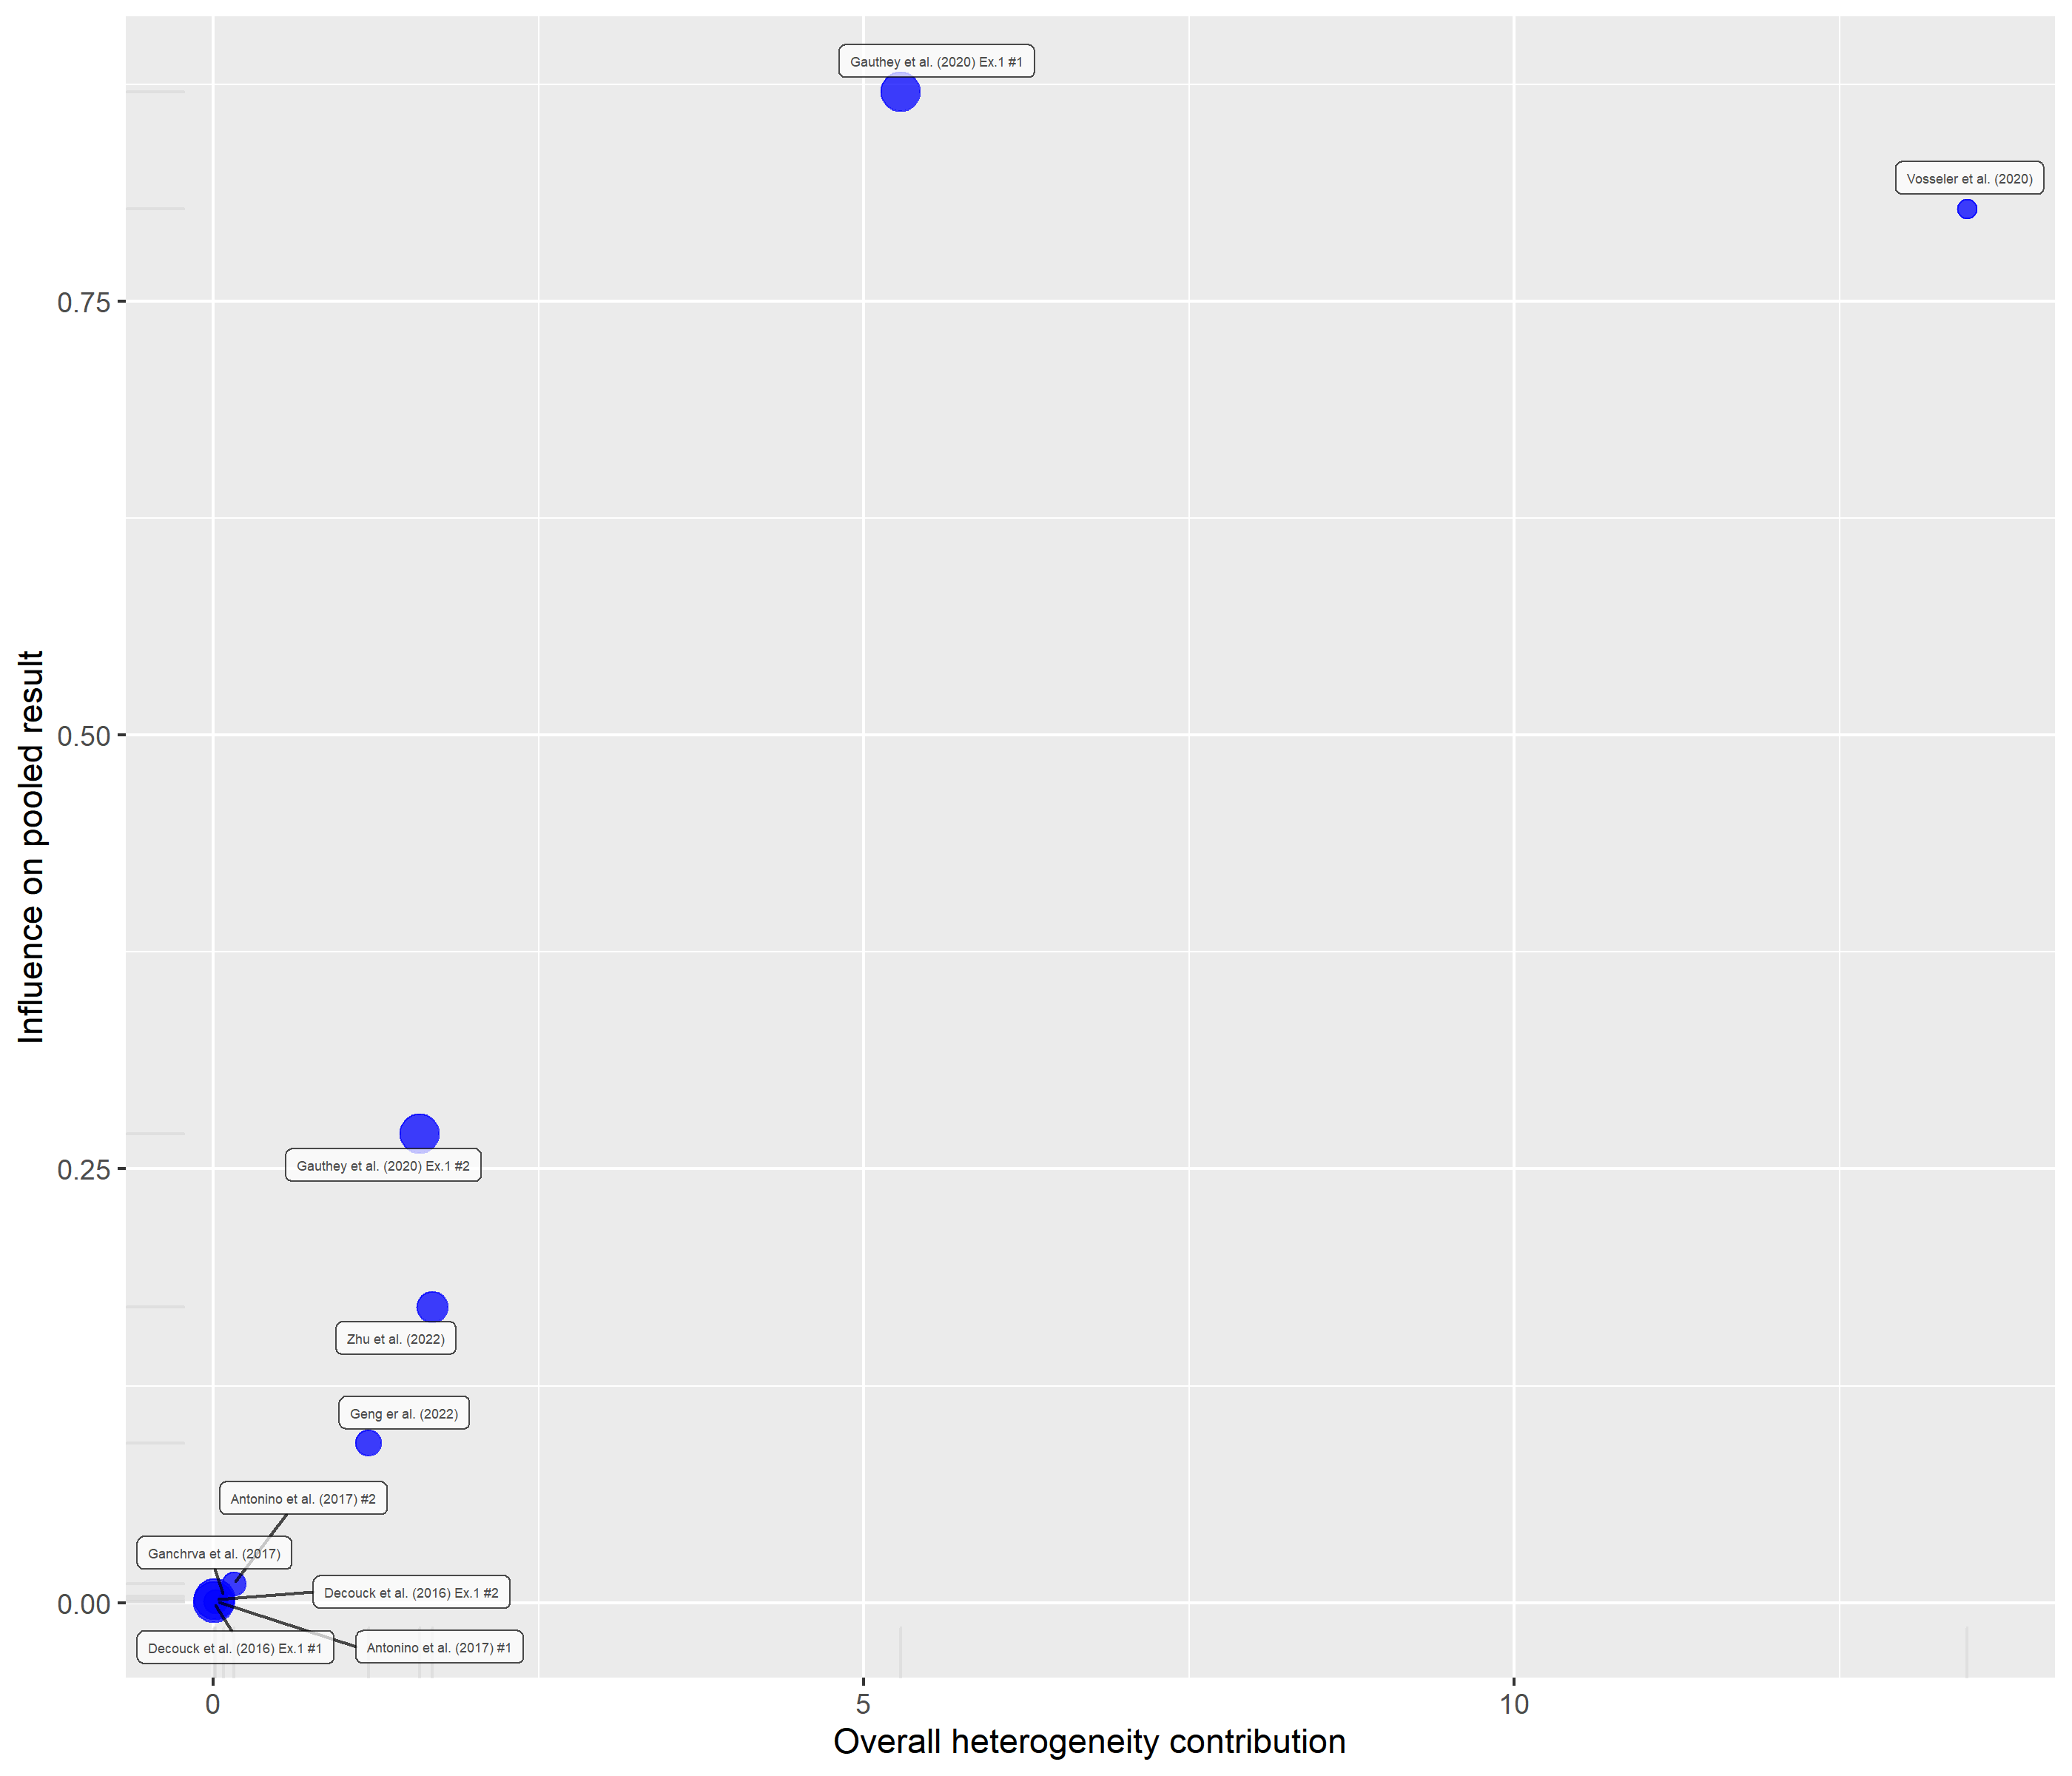 Gauthey et al. (2020) Ex.1 #1
Vosseler et al. (2020)
0.75
0.50
Influence on pooled result
0.25
Gauthey et al. (2020) Ex.1 #2
Zhu et al. (2022)
Geng er al. (2022)
Antonino et al. (2017) #2
Ganchrva et al. (2017)
Decouck et al. (2016) Ex.1 #2
0.00
Decouck et al. (2016) Ex.1 #1
Antonino et al. (2017) #1
0
5
10
Overall heterogeneity contribution